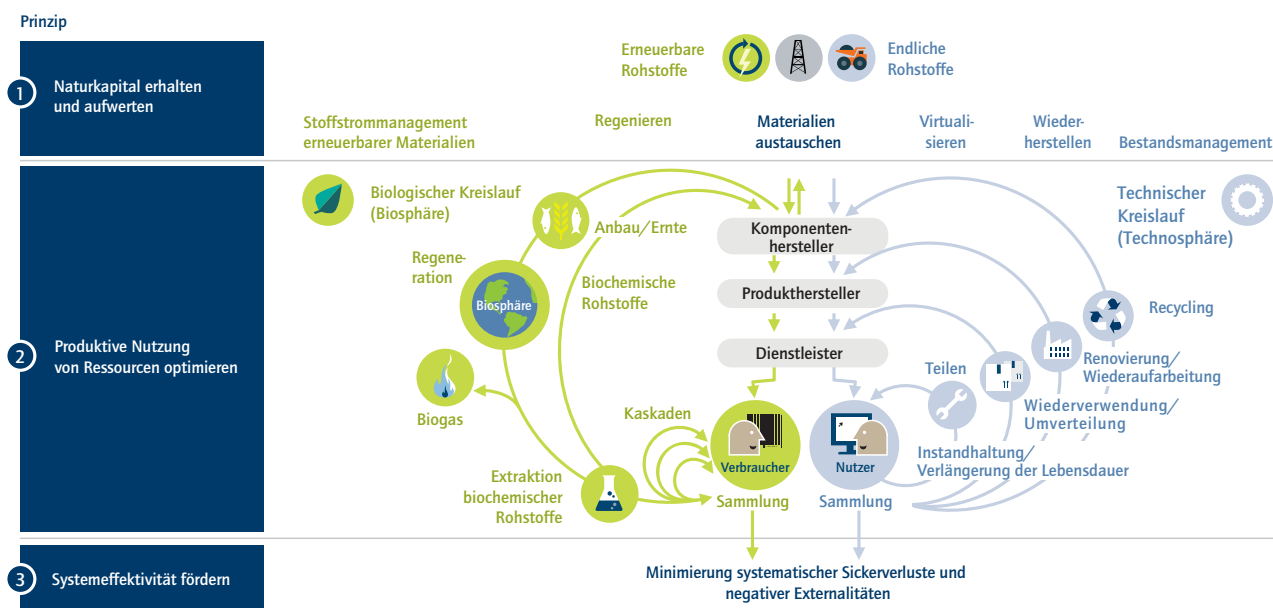 Prinzip
1
Naturkapital erhalten
und aufwerten
Erneuerbare
Rohstoffe
Endliche
Rohstoffe
Stoffstrommanagement
erneuerbarer Materialien
Regenieren
Materialien
austauschen
Virtuali-
sieren
Wieder-
herstellen
Bestandsmanagement
2
Produktive Nutzung
von Ressourcen optimieren
Biologischer Kreislauf
(Biosphäre)
Anbau/Ernte
Regene-
ration
Biosphäre
Biochemische
Rohstoffe
Biogas
Kaskaden
Extraktion
biochemischer
Rohstoffe
Komponenten-
hersteller
Produkthersteller
Dienstleister
Verbraucher
Nutzer
Sammlung
Sammlung
Technischer
Kreislauf
(Technosphäre)
Recycling
Renovierung/
Wiederaufarbeitung
Teilen
Wiederverwendung/
Umverteilung
Instandhaltung/
Verlängerung der Lebensdauer
3
Systemeffektivität fördern
Minimierung systematischer Sickerverluste und
negativer Externalitäten